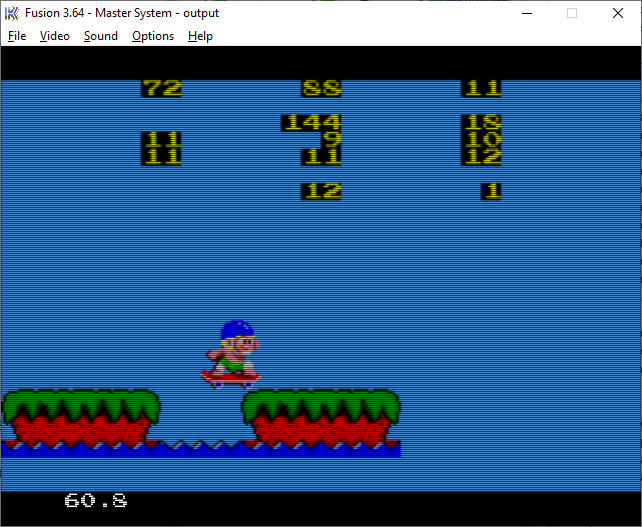 Fusion 3.64 - Master System - output
File Video Sound Options Help
72 88 11
144 18
11 9 10
11 11 12
12 1
60.8